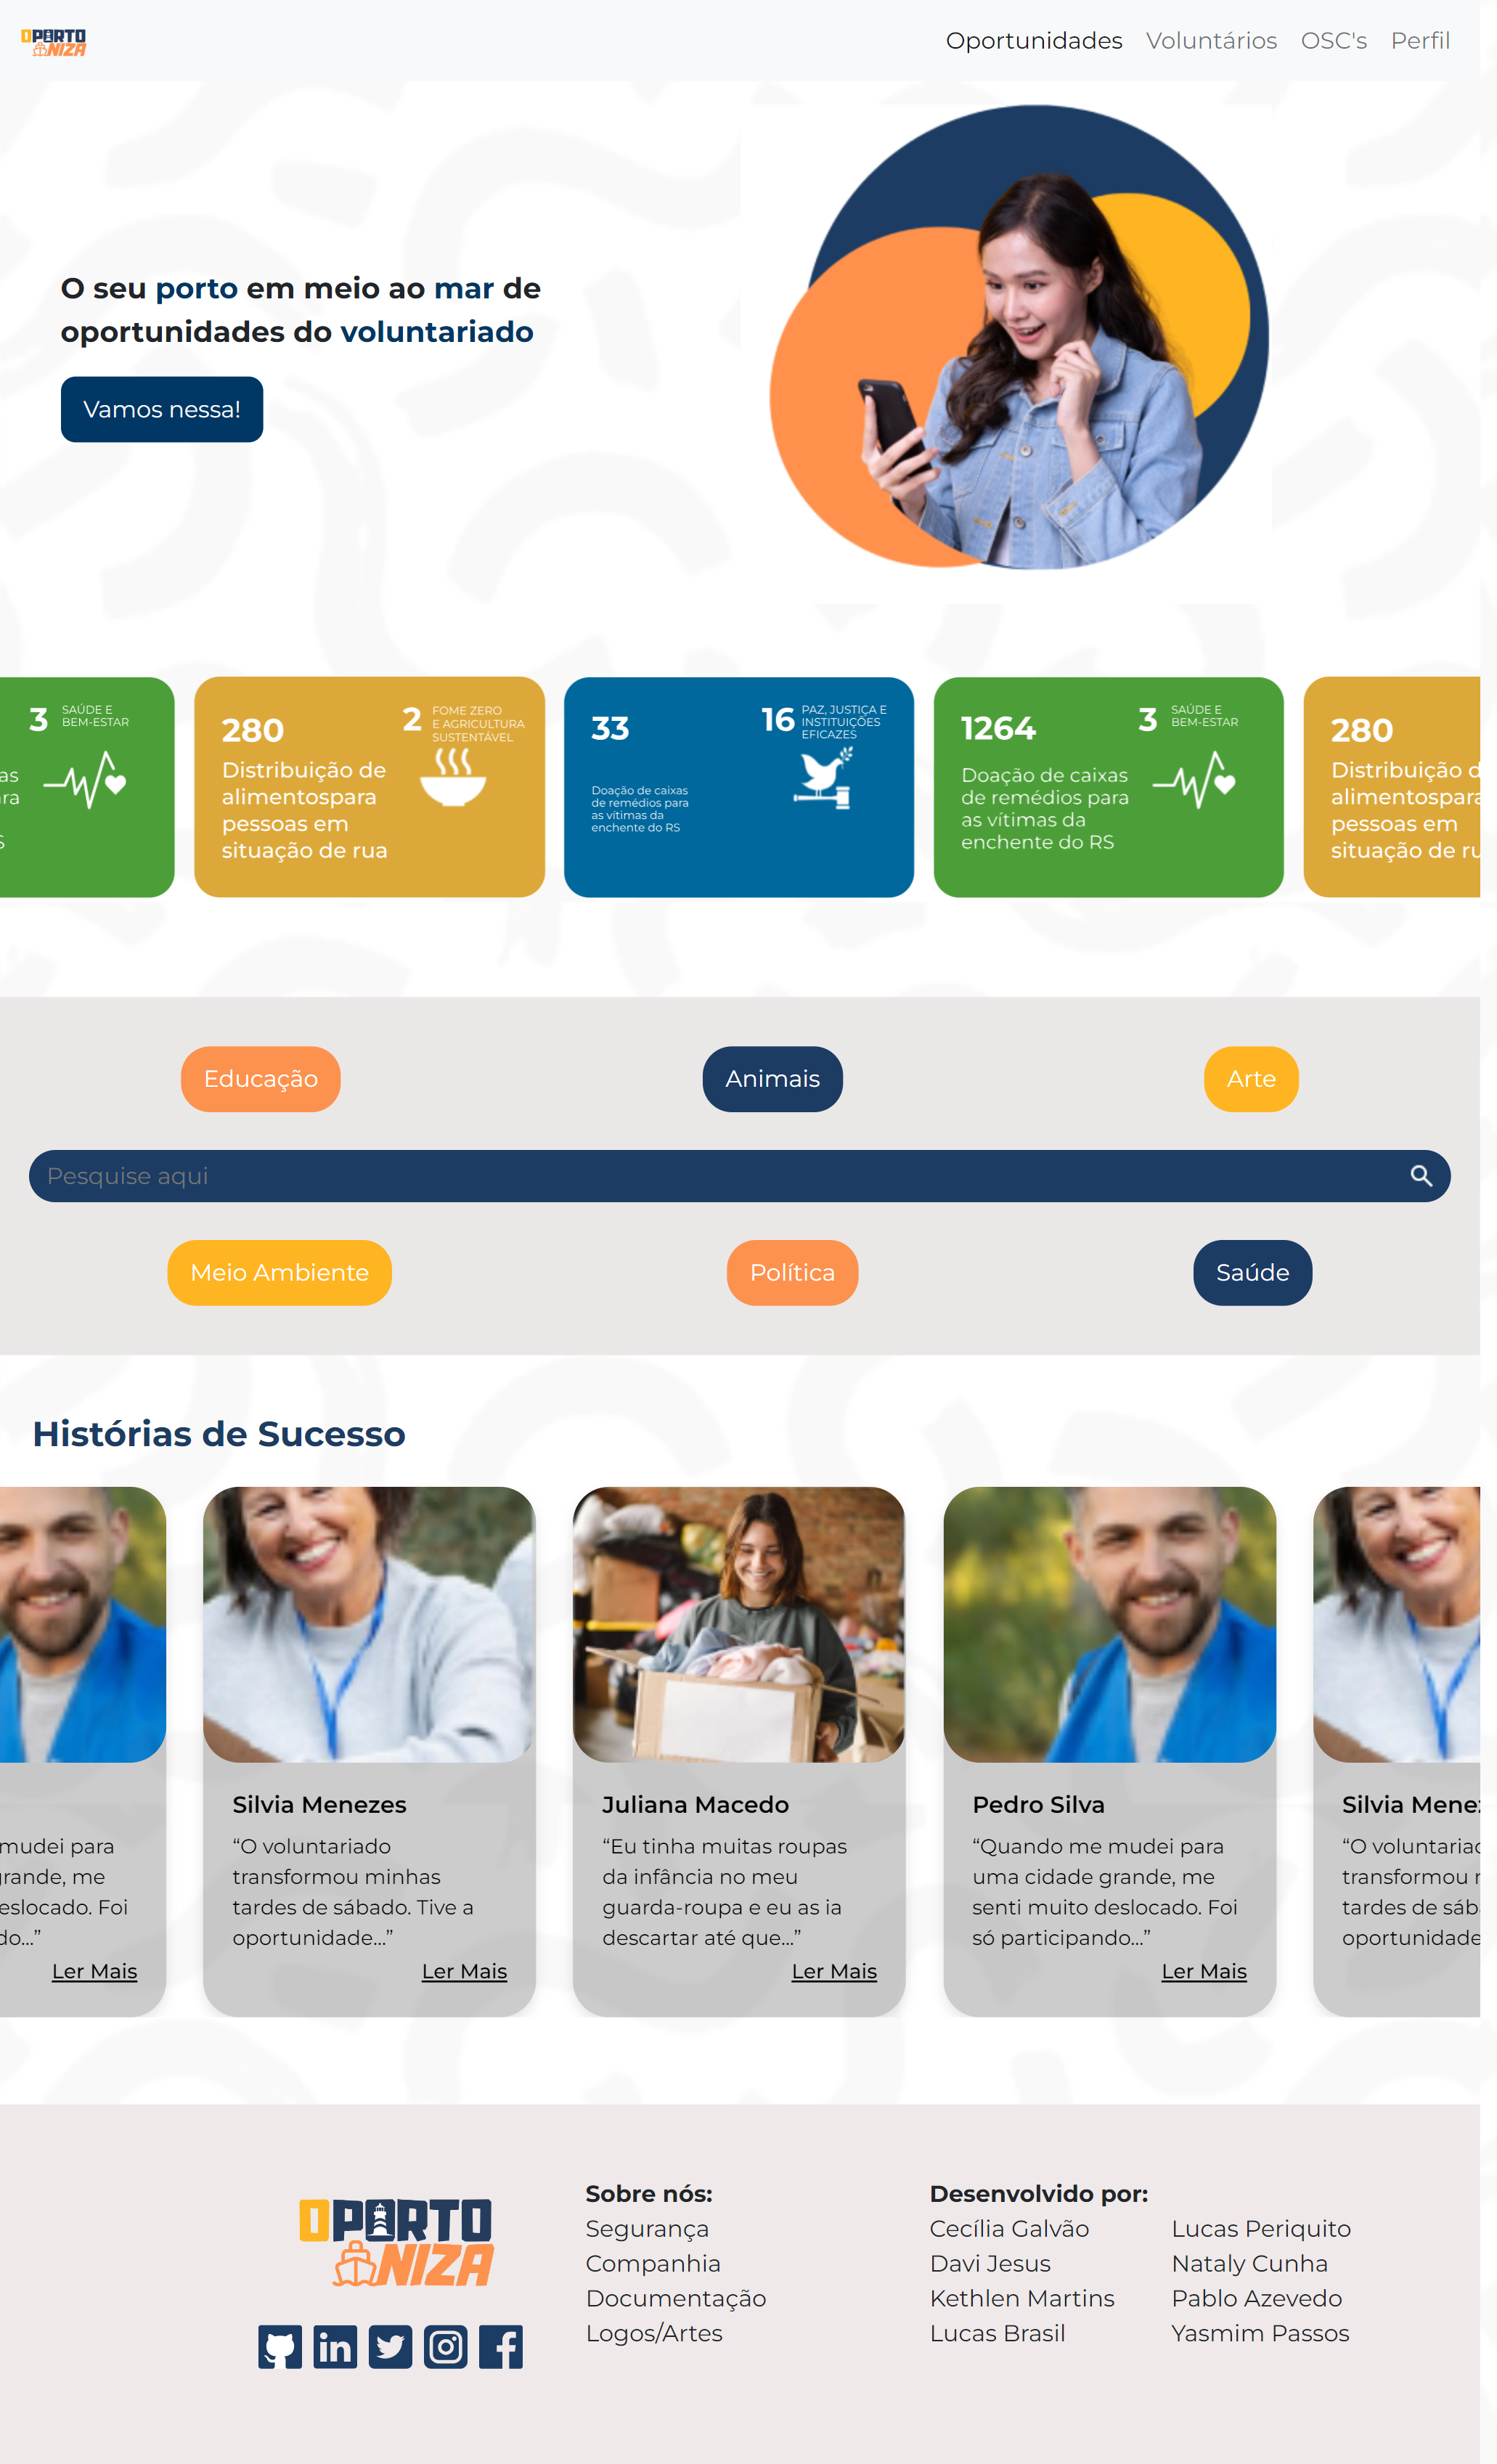 OPORTO
NIZA
Oportunidades Voluntários OSC's Perfil
O seu porto em meio ao mar de
oportunidades do voluntariado
Vamos nessa!
3 SAÚDE E
BEM-ESTAR
280
Distribuição de
alimentospara
pessoas em
situação de rua
2 FOME ZERO
E AGRICULTURA
SUSTENTÁVEL
33
Doação de caixas
de remédios para
as vítimas da
enchente do RS
16 PAZ, JUSTIÇA E
INSTITUIÇÕES
EFICAZES
1264
Doação de caixas
de remédios para
as vítimas da
enchente do RS
3 SAÚDE E
BEM-ESTAR
280
Distribuição d
alimentospara
pessoas em
situação de ru
Educação
Animais
Arte
Pesquise aqui
Meio Ambiente
Política
Saúde
Histórias de Sucesso
mudei para
grande, me
eslocado. Foi
do...”
Ler Mais
Silvia Menezes
“O voluntariado
transformou minhas
tardes de sábado. Tive a
oportunidade...”
Ler Mais
Juliana Macedo
“Eu tinha muitas roupas
da infância no meu
guarda-roupa e eu as ia
descartar até que...”
Ler Mais
Pedro Silva
“Quando me mudei para
uma cidade grande, me
senti muito deslocado. Foi
só participando...”
Ler Mais
Silvia Menez
“O voluntariad
transformou
tardes de sáb
oportunidade
OPORTO
NIZA
Sobre nós:
Segurança
Companhia
Documentação
Logos/Artes
Desenvolvido por:
Cecília Galvão
Davi Jesus
Kethlen Martins
Lucas Brasil
Lucas Periquito
Nataly Cunha
Pablo Azevedo
Yasmim Passos